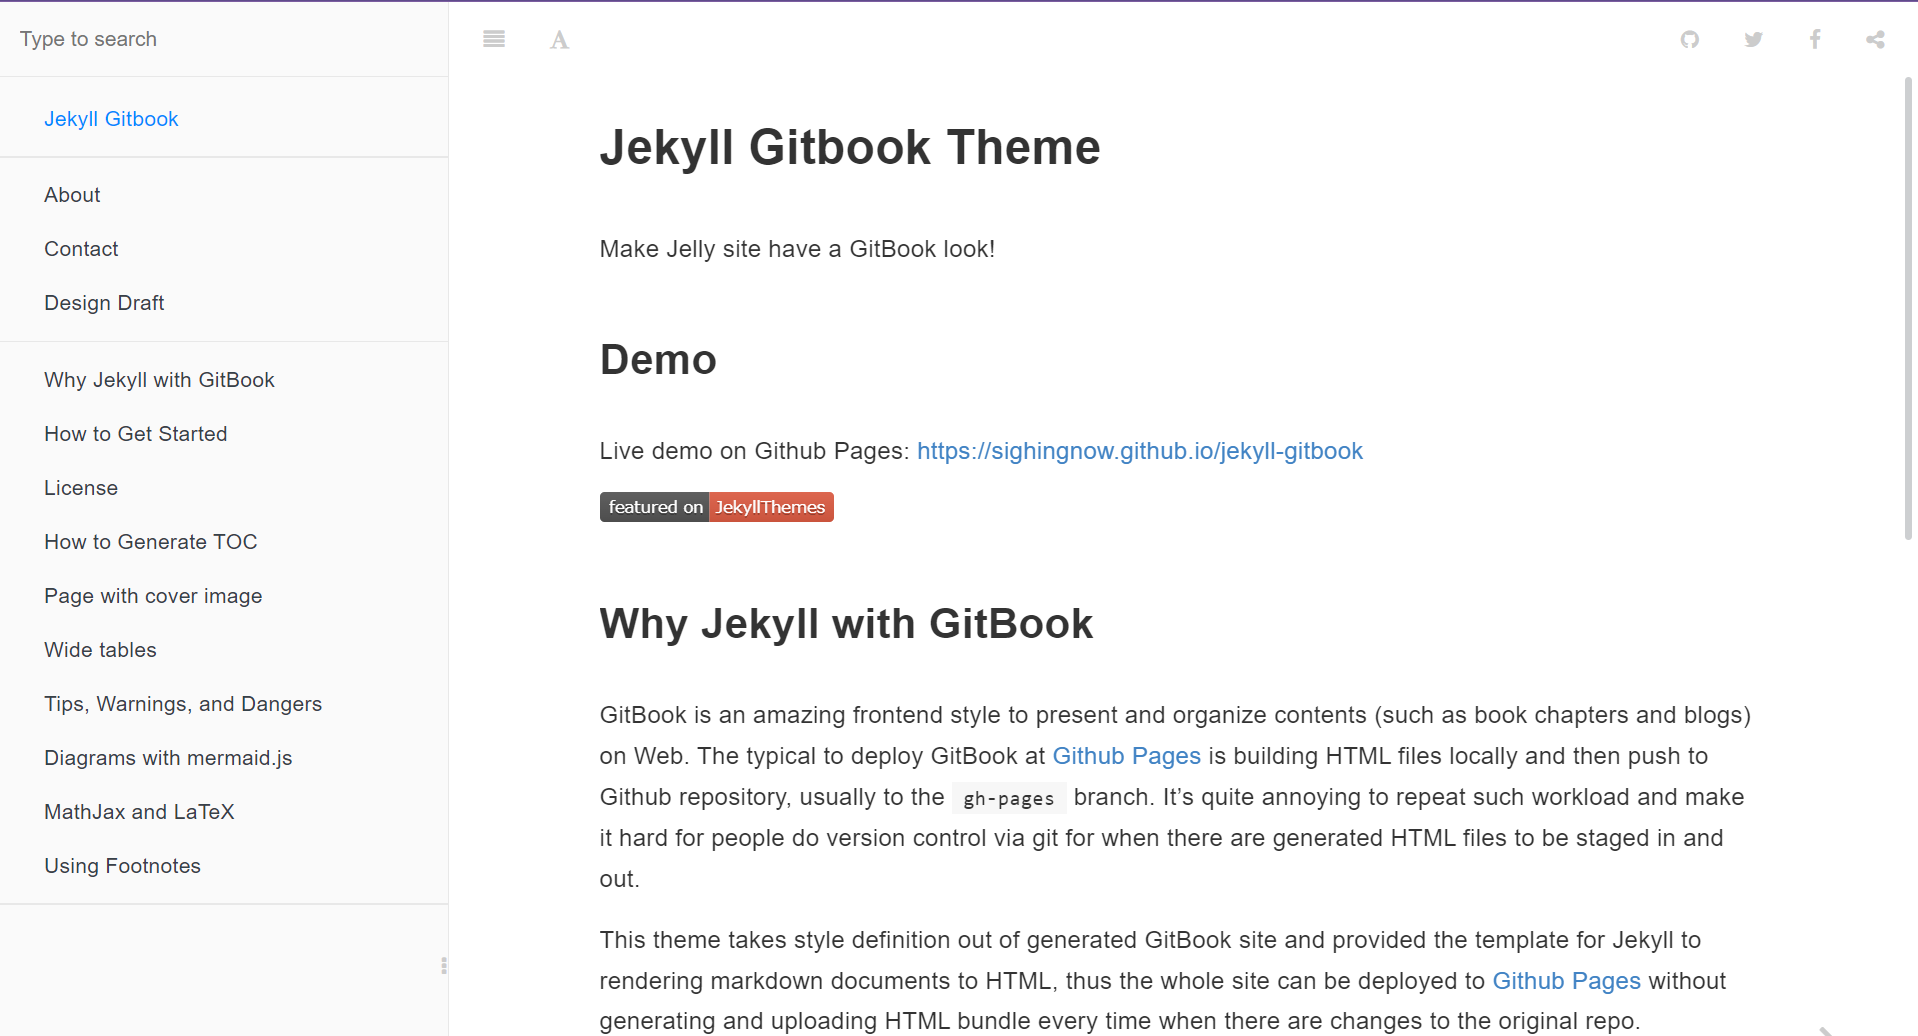 Type to search
Jekyll Gitbook
About
Contact
Design Draft
Why Jekyll with GitBook
How to Get Started
License
How to Generate TOC
Page with cover image
Wide tables
Tips, Warnings, and Dangers
Diagrams with mermaid.js
MathJax and LaTeX
Using Footnotes
A
Jekyll Gitbook Theme
Make Jelly site have a GitBook look!
Demo
Live demo on Github Pages: https://sighingnow.github.io/jekyll-gitbook
featured on JekyllThemes
Why Jekyll with GitBook
GitBook is an amazing frontend style to present and organize contents (such as book chapters and blogs)
on Web. The typical to deploy GitBook at Github Pages is building HTML files locally and then push to
Github repository, usually to the gh-pages branch. It’s quite annoying to repeat such workload and make
it hard for people do version control via git for when there are generated HTML files to be staged in and
out.
This theme takes style definition out of generated GitBook site and provided the template for Jekyll to
rendering markdown documents to HTML, thus the whole site can be deployed to Github Pages without
generating and uploading HTML bundle every time when there are changes to the original repo.